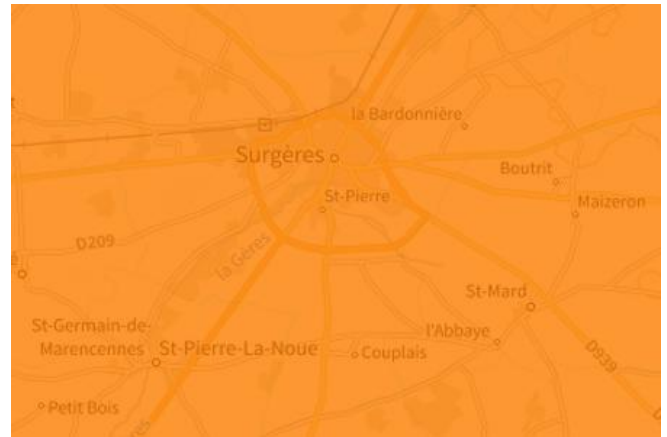 la Bardonnière
Surgères
Boutrit
St-Pierre
Maizeron
D209
la Gères
St-Mard
St-Germain-de-
Marencennes
St-Pierre-La-Noue
l'Abbaye
Couplais
D939
Petit Bois